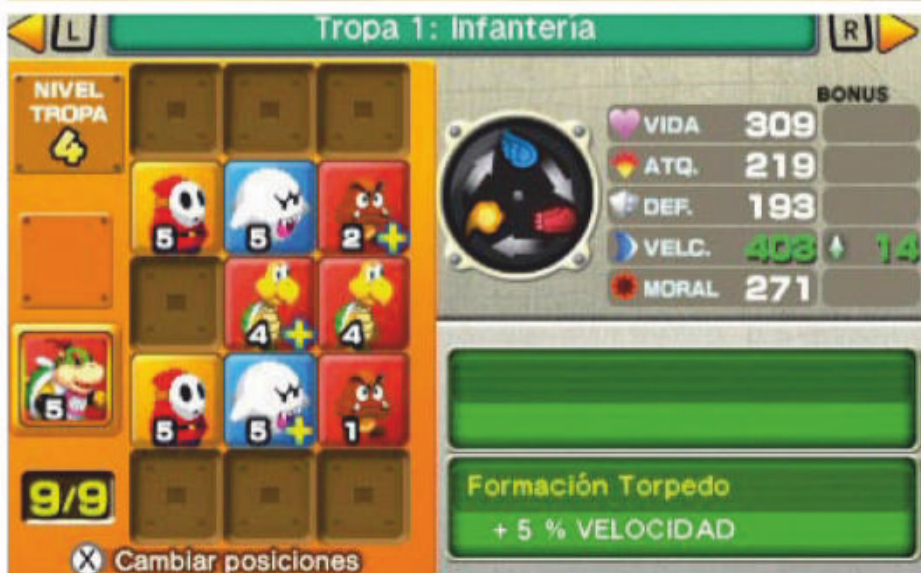 L Tropa 1: Infantería R
NIVEL
TROPA
4
BONUS
VIDA 309
ATQ. 219
DEF. 193
VELC. 403 14
MORAL 271
5 5 2
4 4
5
5 5 1
9/9
Formación Torpedo
+ 5 % VELOCIDAD
X Cambiar posiciones